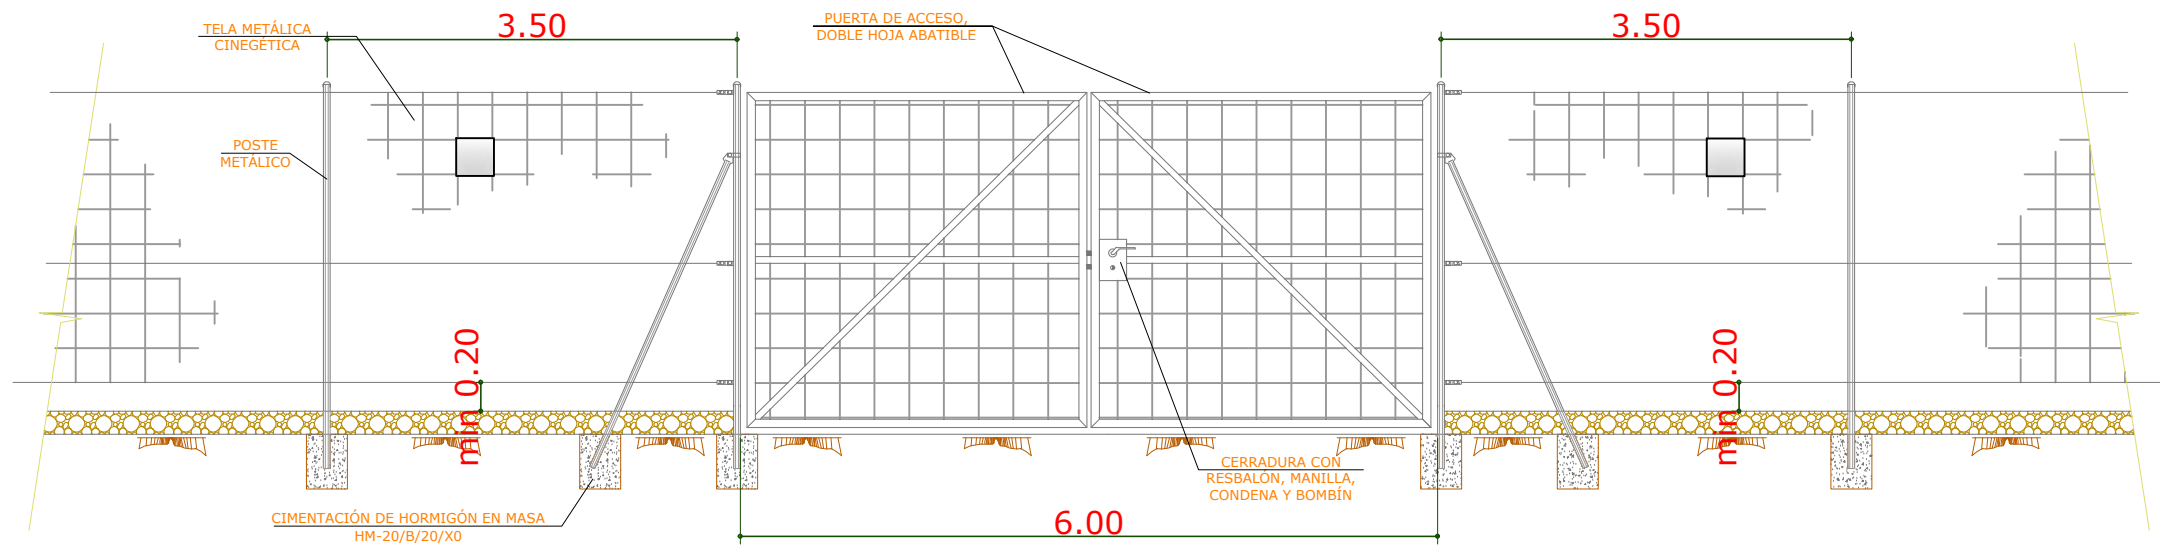 3.50
PUERTA DE ACCESO,
DOBLE HOJA ABATIBLE
3.50
TELA METÁLICA
CINEGÉTICA
POSTE
METÁLICO
min 0.20
min 0.20
CERRADURA CON
RESBALÓN, MANILLA,
CONDENA Y BOMBÍN
CIMENTACIÓN DE HORMIGÓN EN MASA
HM-20/B/20/X0
6.00